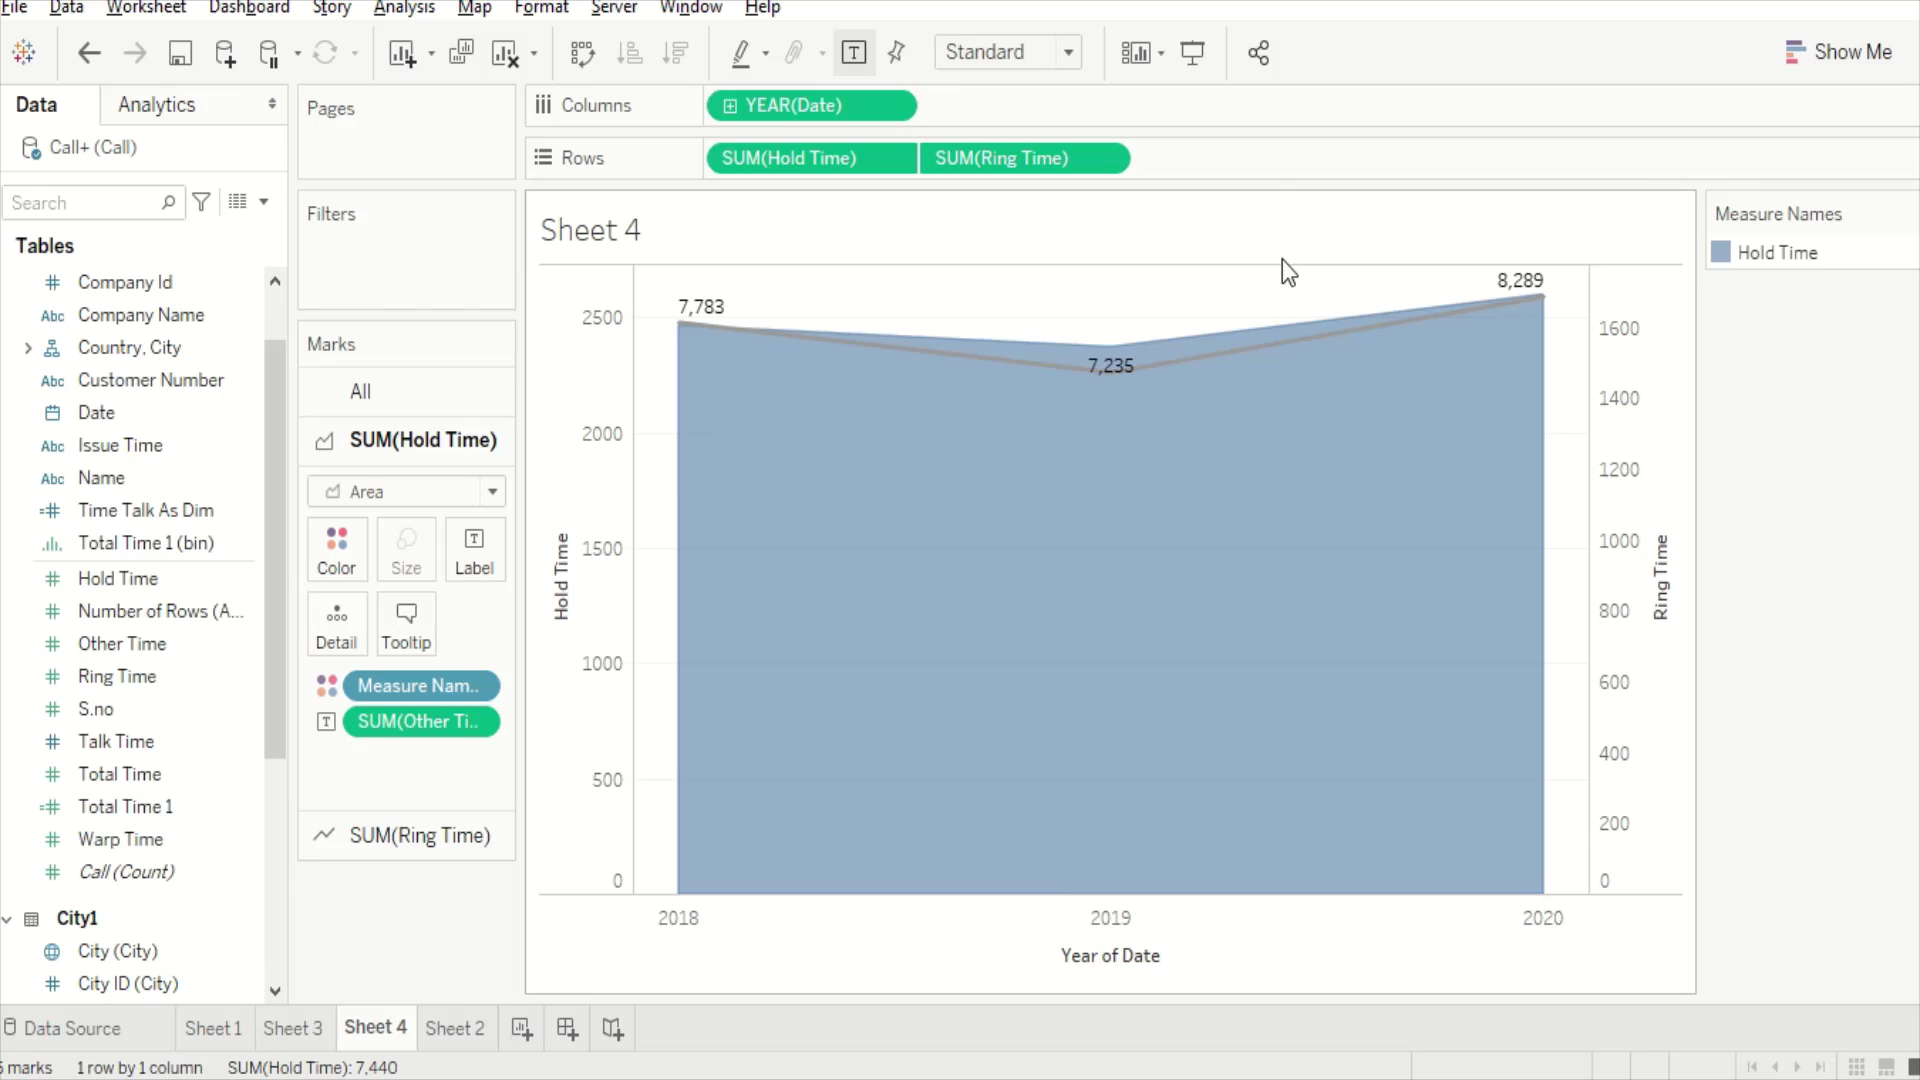 File Data Worksheet Dashboard Story Analysis Map Format Server Window Help
Standard
Show Me
Data
Analytics
Call+ (Call)
Search
Tables
Company Id
Abc Company Name
Country, City
Abc Customer Number
Date
Abc Issue Time
Abc Name
Time Talk As Dim
Total Time 1 (bin)
Hold Time
Number of Rows (A...
Other Time
Ring Time
S.no
Talk Time
Total Time
Total Time 1
Warp Time
Call (Count)
City1
City (City)
City ID (City)
Pages
Filters
Marks
All
SUM(Hold Time)
Area
Color
Size
Label
Detail
Tooltip
Measure Nam..
SUM(Other Ti..
SUM(Ring Time)
Columns
YEAR(Date)
Rows
SUM(Hold Time)
SUM(Ring Time)
Sheet 4
7,783
7,235
8,289
2500
2000
1500
1000
500
0
Hold Time
1600
1400
1200
1000
800
600
400
200
0
Ring Time
2018
2019
2020
Year of Date
Measure Names
Hold Time
Data Source
Sheet 1
Sheet 3
Sheet 4
Sheet 2
marks
1 row by 1 column
SUM(Hold Time): 7,440